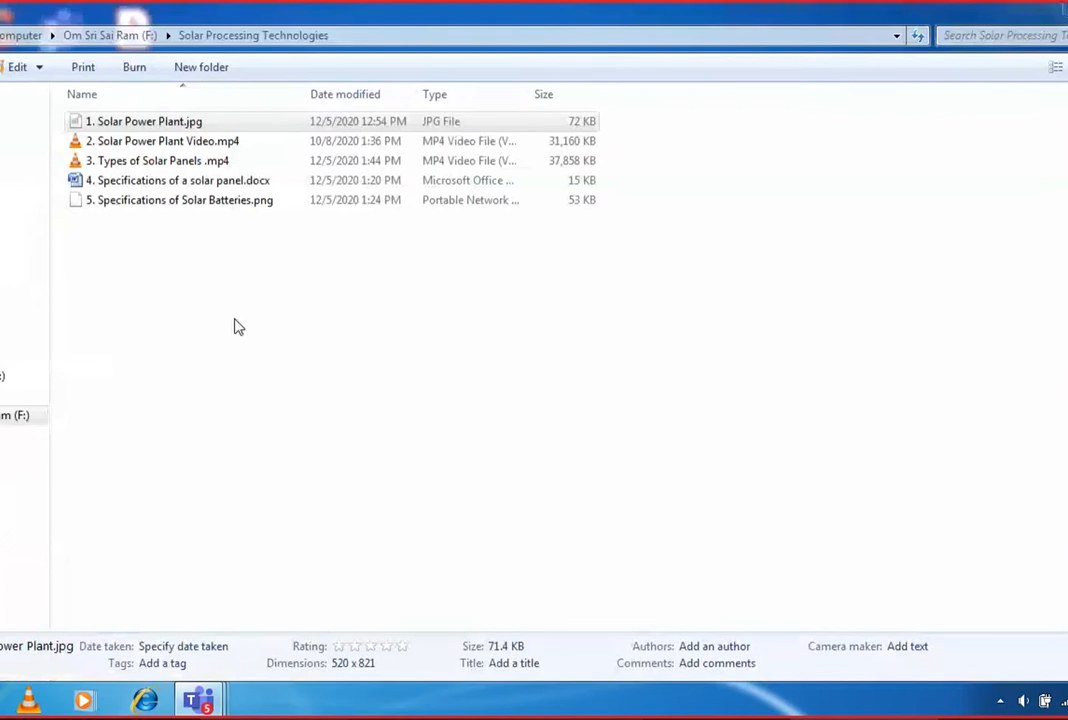 omputer ▸ Om Sri Sai Ram (F:) ▸ Solar Processing Technologies Search Solar Processing T
Edit Print Burn New folder
Name Date modified Type Size
1. Solar Power Plant.jpg 12/5/2020 12:54 PM JPG File 72 KB
2. Solar Power Plant Video.mp4 10/8/2020 1:36 PM MP4 Video File (V... 31,160 KB
3. Types of Solar Panels .mp4 12/5/2020 1:44 PM MP4 Video File (V... 37,858 KB
4. Specifications of a solar panel.docx 12/5/2020 1:20 PM Microsoft Office ... 15 KB
5. Specifications of Solar Batteries.png 12/5/2020 1:24 PM Portable Network ... 53 KB
:)
m (F:)
ower Plant.jpg Date taken: Specify date taken Rating: Size: 71.4 KB Authors: Add an author Camera maker: Add text
Tags: Add a tag Dimensions: 520 x 821 Title: Add a title Comments: Add comments
T 5